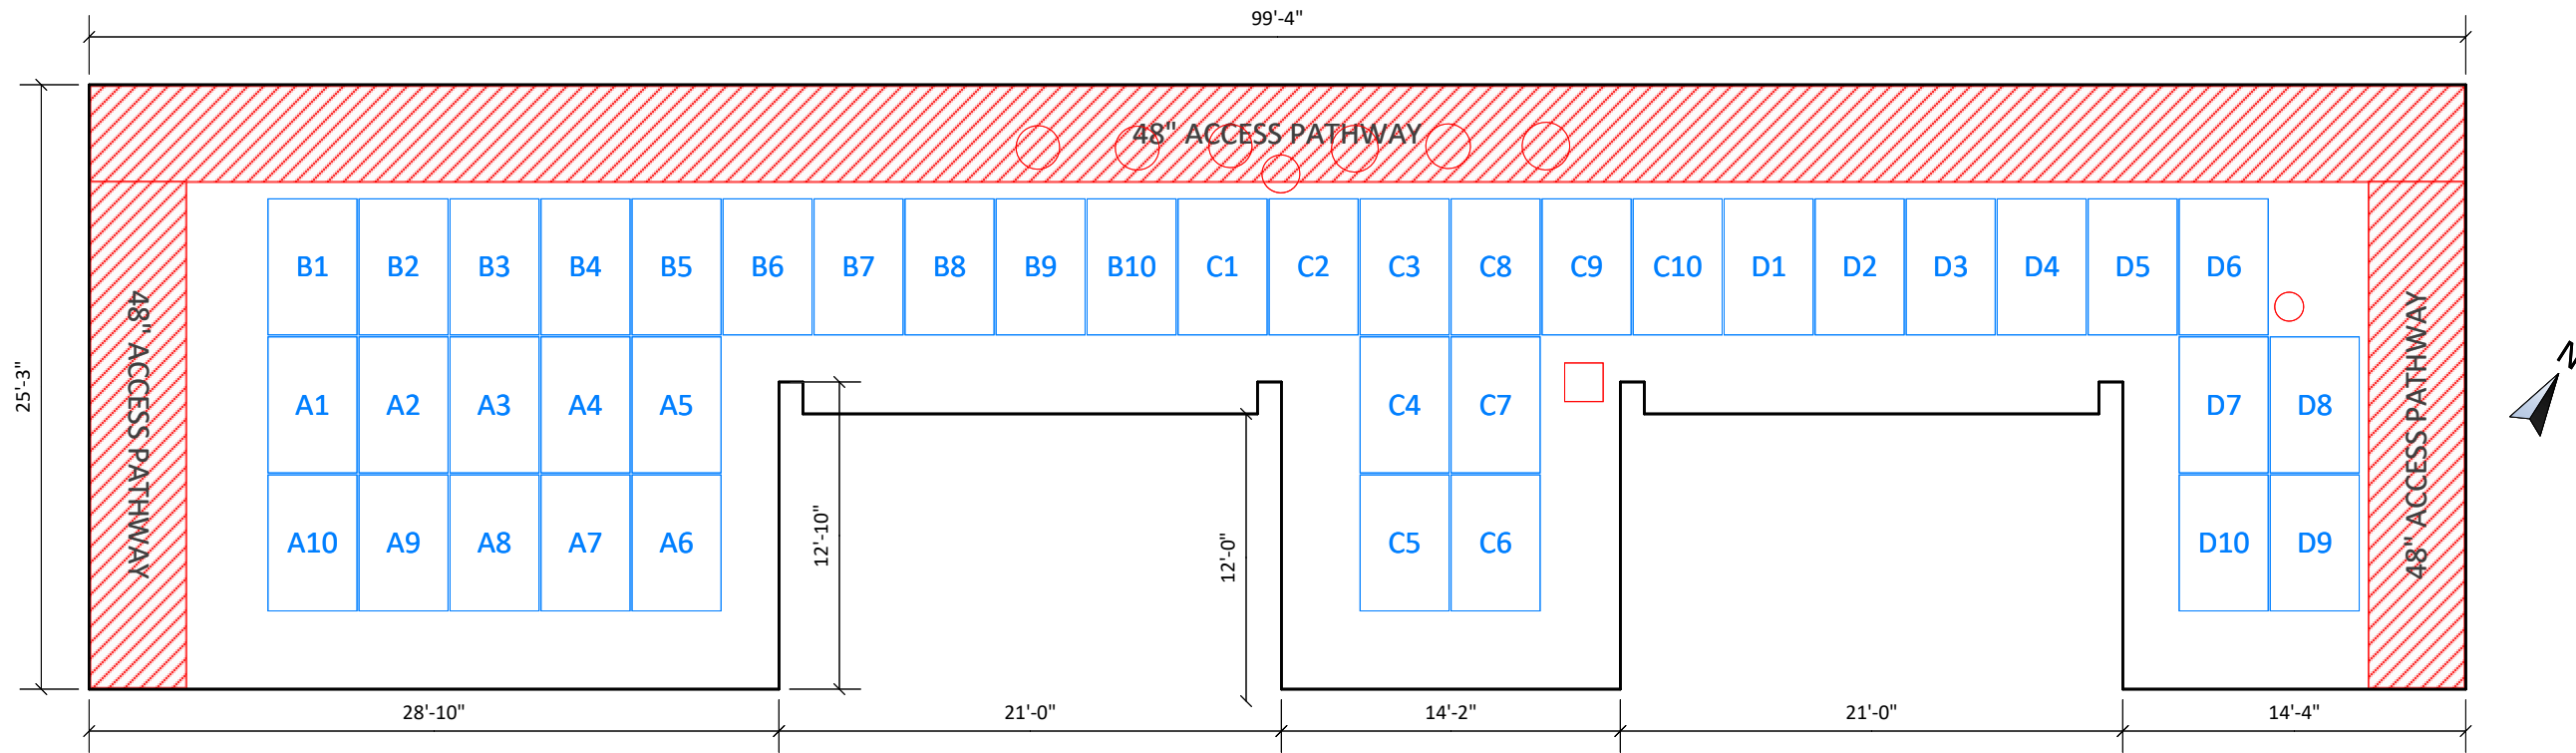 99'-4"
48" ACCESS PATHWAY
25'-3"
48" ACCESS PATHWAY
B1 B2 B3 B4 B5 B6 B7 B8 B9 B10 C1 C2 C3 C8 C9 C10 D1 D2 D3 D4 D5 D6
48" ACCESS PATHWAY
N
A1 A2 A3 A4 A5 C4 C7 D7 D8
A10 A9 A8 A7 A6 C5 C6 D10 D9
12'-10"
12'-0"
28'-10" 21'-0" 14'-2" 21'-0" 14'-4"